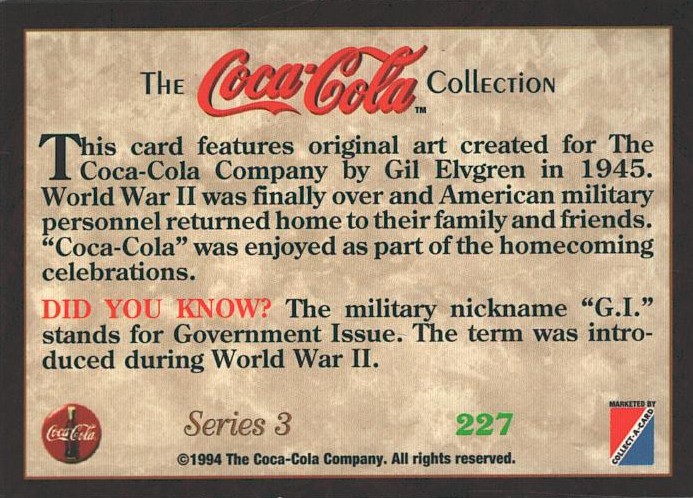 The Coca-Cola™ Collection
This card features original art created for The
Coca-Cola Company by Gil Elvgren in 1945.
World War II was finally over and American military
personnel returned home to their family and friends.
"Coca-Cola" was enjoyed as part of the homecoming
celebrations.
DID YOU KNOW? The military nickname "G.I."
stands for Government Issue. The term was intro-
duced during World War II.
Coca-Cola
Series 3
227
MARKETED BY
COLLECT-A-CARD
©1994 The Coca-Cola Company. All rights reserved.